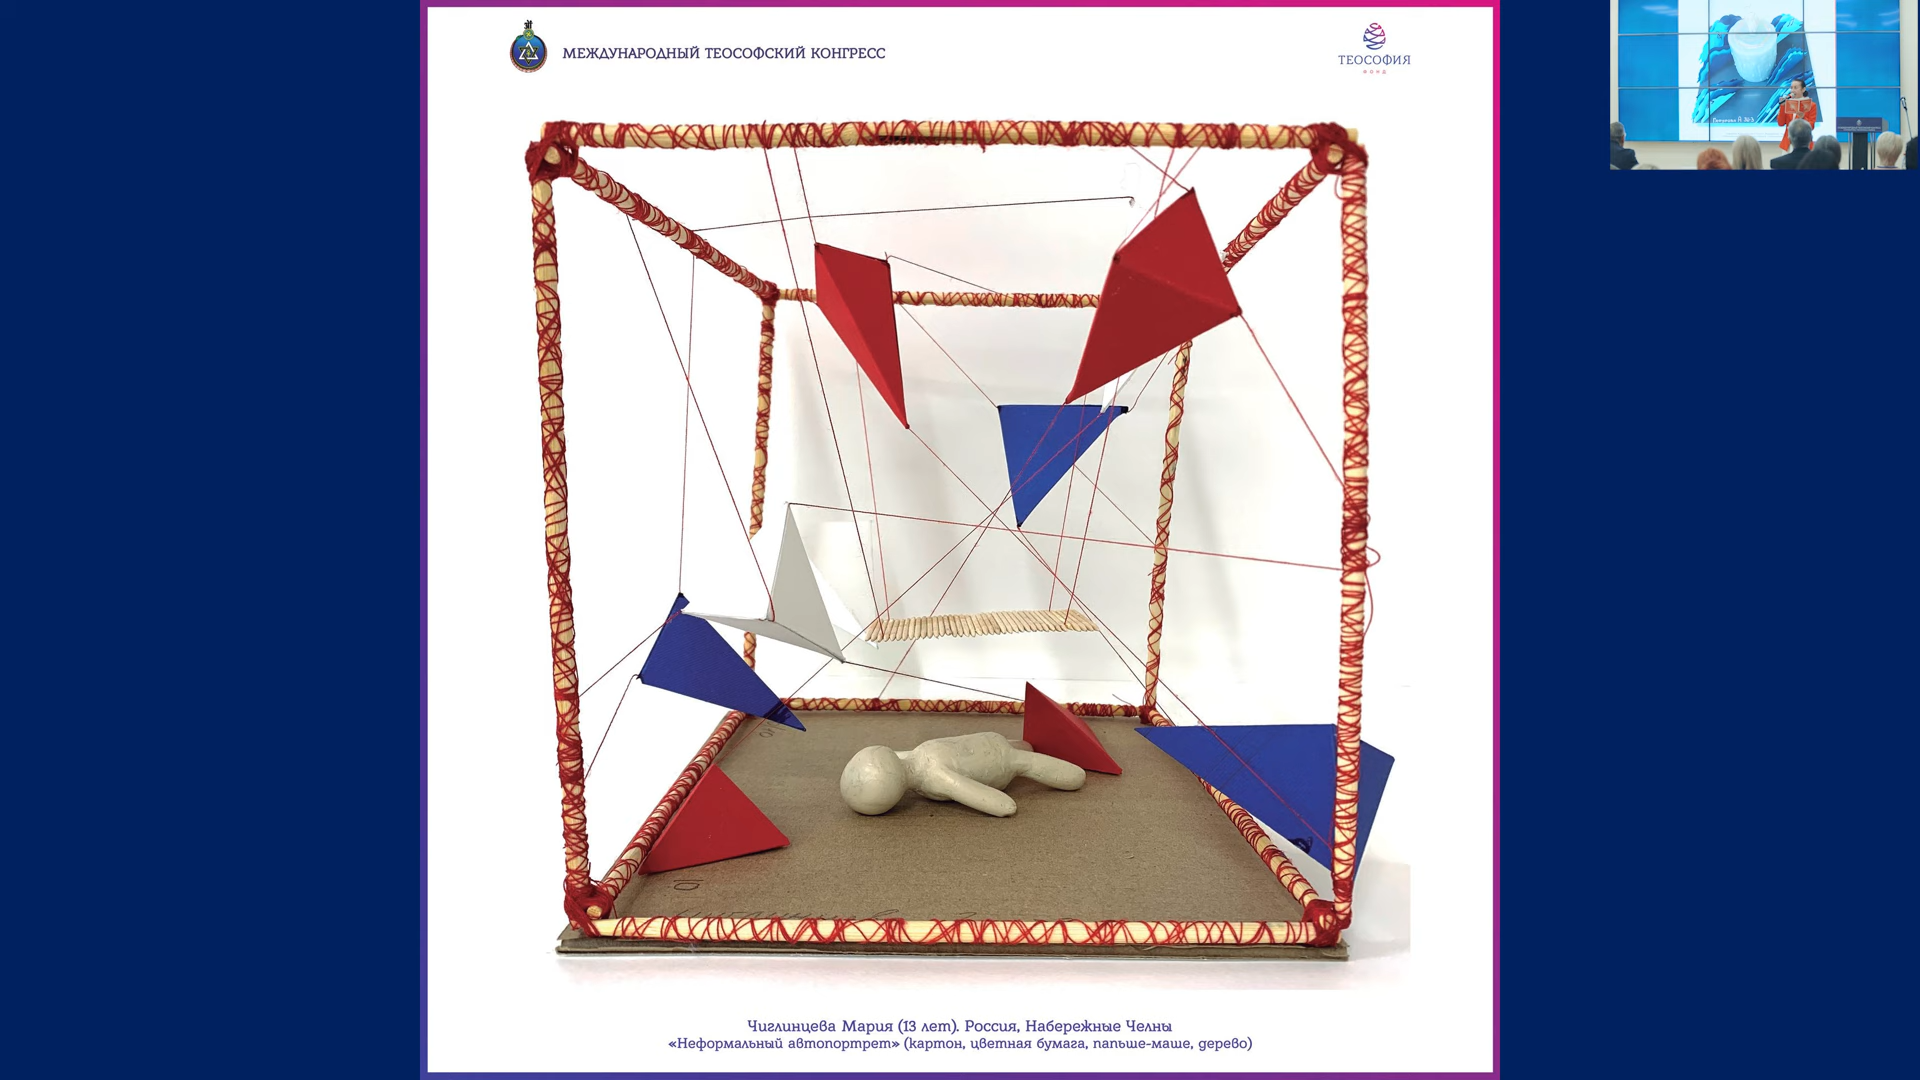 МЕЖДУНАРОДНЫЙ ТЕОСОФСКИЙ КОНГРЕСС
ТЕОСОФИЯ
ФОНД
Чиглинцева Мария (13 лет). Россия, Набережные Челны
«Неформальный автопортрет» (картон, цветная бумага, папье-маше, дерево)